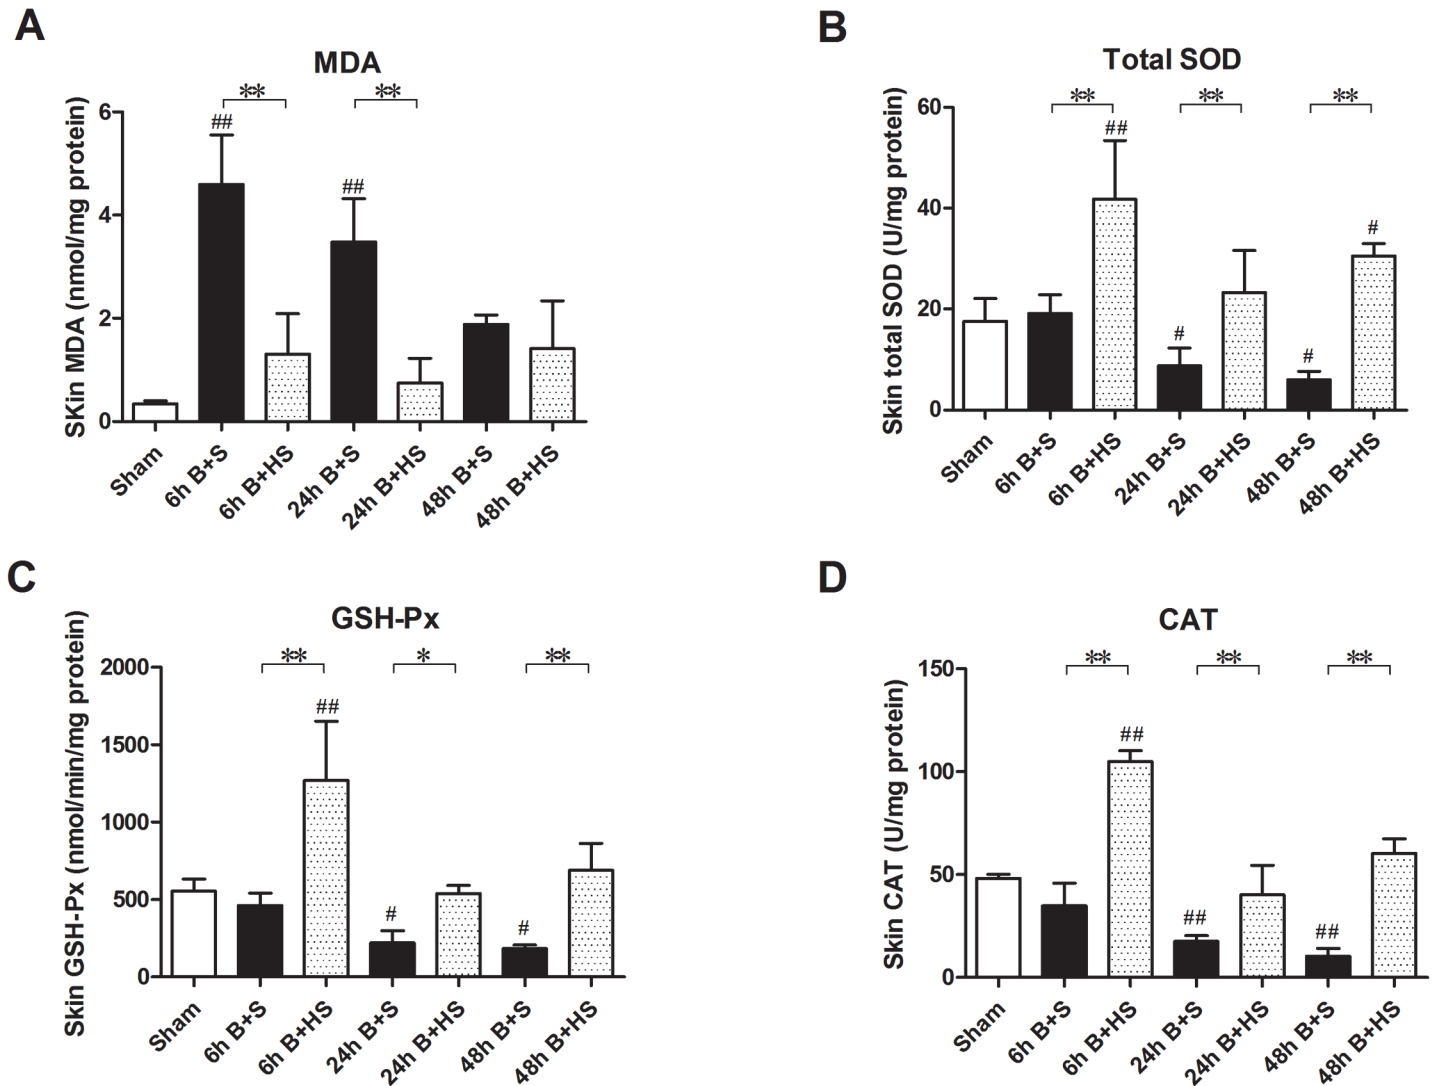 A
MDA
SKin MDA (nmol/mg protein)
6
4
2
0
**
**
##
##
Sham
6h B+S
6h B+HS
24h B+S
24h B+HS
48h B+S
48h B+HS
B
Total SOD
Skin total SOD (U/mg protein)
60
40
20
0
**
**
**
##
#
#
#
Sham
6h B+S
6h B+HS
24h B+S
24h B+HS
48h B+S
48h B+HS
C
GSH-Px
Skin GSH-Px (nmol/min/mg protein)
2000
1500
1000
500
0
**
*
**
##
#
#
Sham
6h B+S
6h B+HS
24h B+S
24h B+HS
48h B+S
48h B+HS
D
CAT
Skin CAT (U/mg protein)
150
100
50
0
**
**
**
##
##
##
Sham
6h B+S
6h B+HS
24h B+S
24h B+HS
48h B+S
48h B+HS